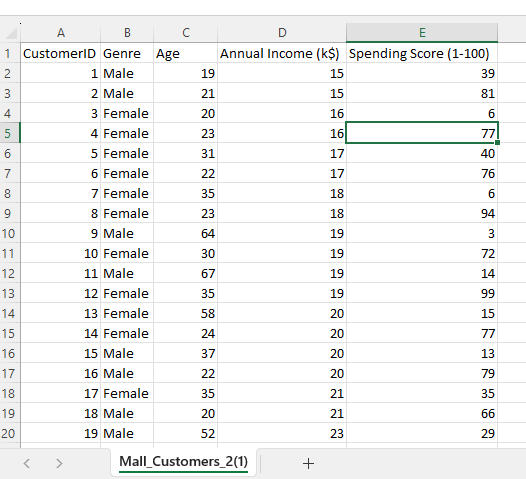 A B C D E
1 CustomerID Genre Age Annual Income (k$) Spending Score (1-100)
2 1 Male 19 15 39
3 2 Male 21 15 81
4 3 Female 20 16 6
5 4 Female 23 16 77
6 5 Female 31 17 40
7 6 Female 22 17 76
8 7 Female 35 18 6
9 8 Female 23 18 94
10 9 Male 64 19 3
11 10 Female 30 19 72
12 11 Male 67 19 14
13 12 Female 35 19 99
14 13 Female 58 20 15
15 14 Female 24 20 77
16 15 Male 37 20 13
17 16 Male 22 20 79
18 17 Female 35 21 35
19 18 Male 20 21 66
20 19 Male 52 23 29
Mall_Customers_2(1)